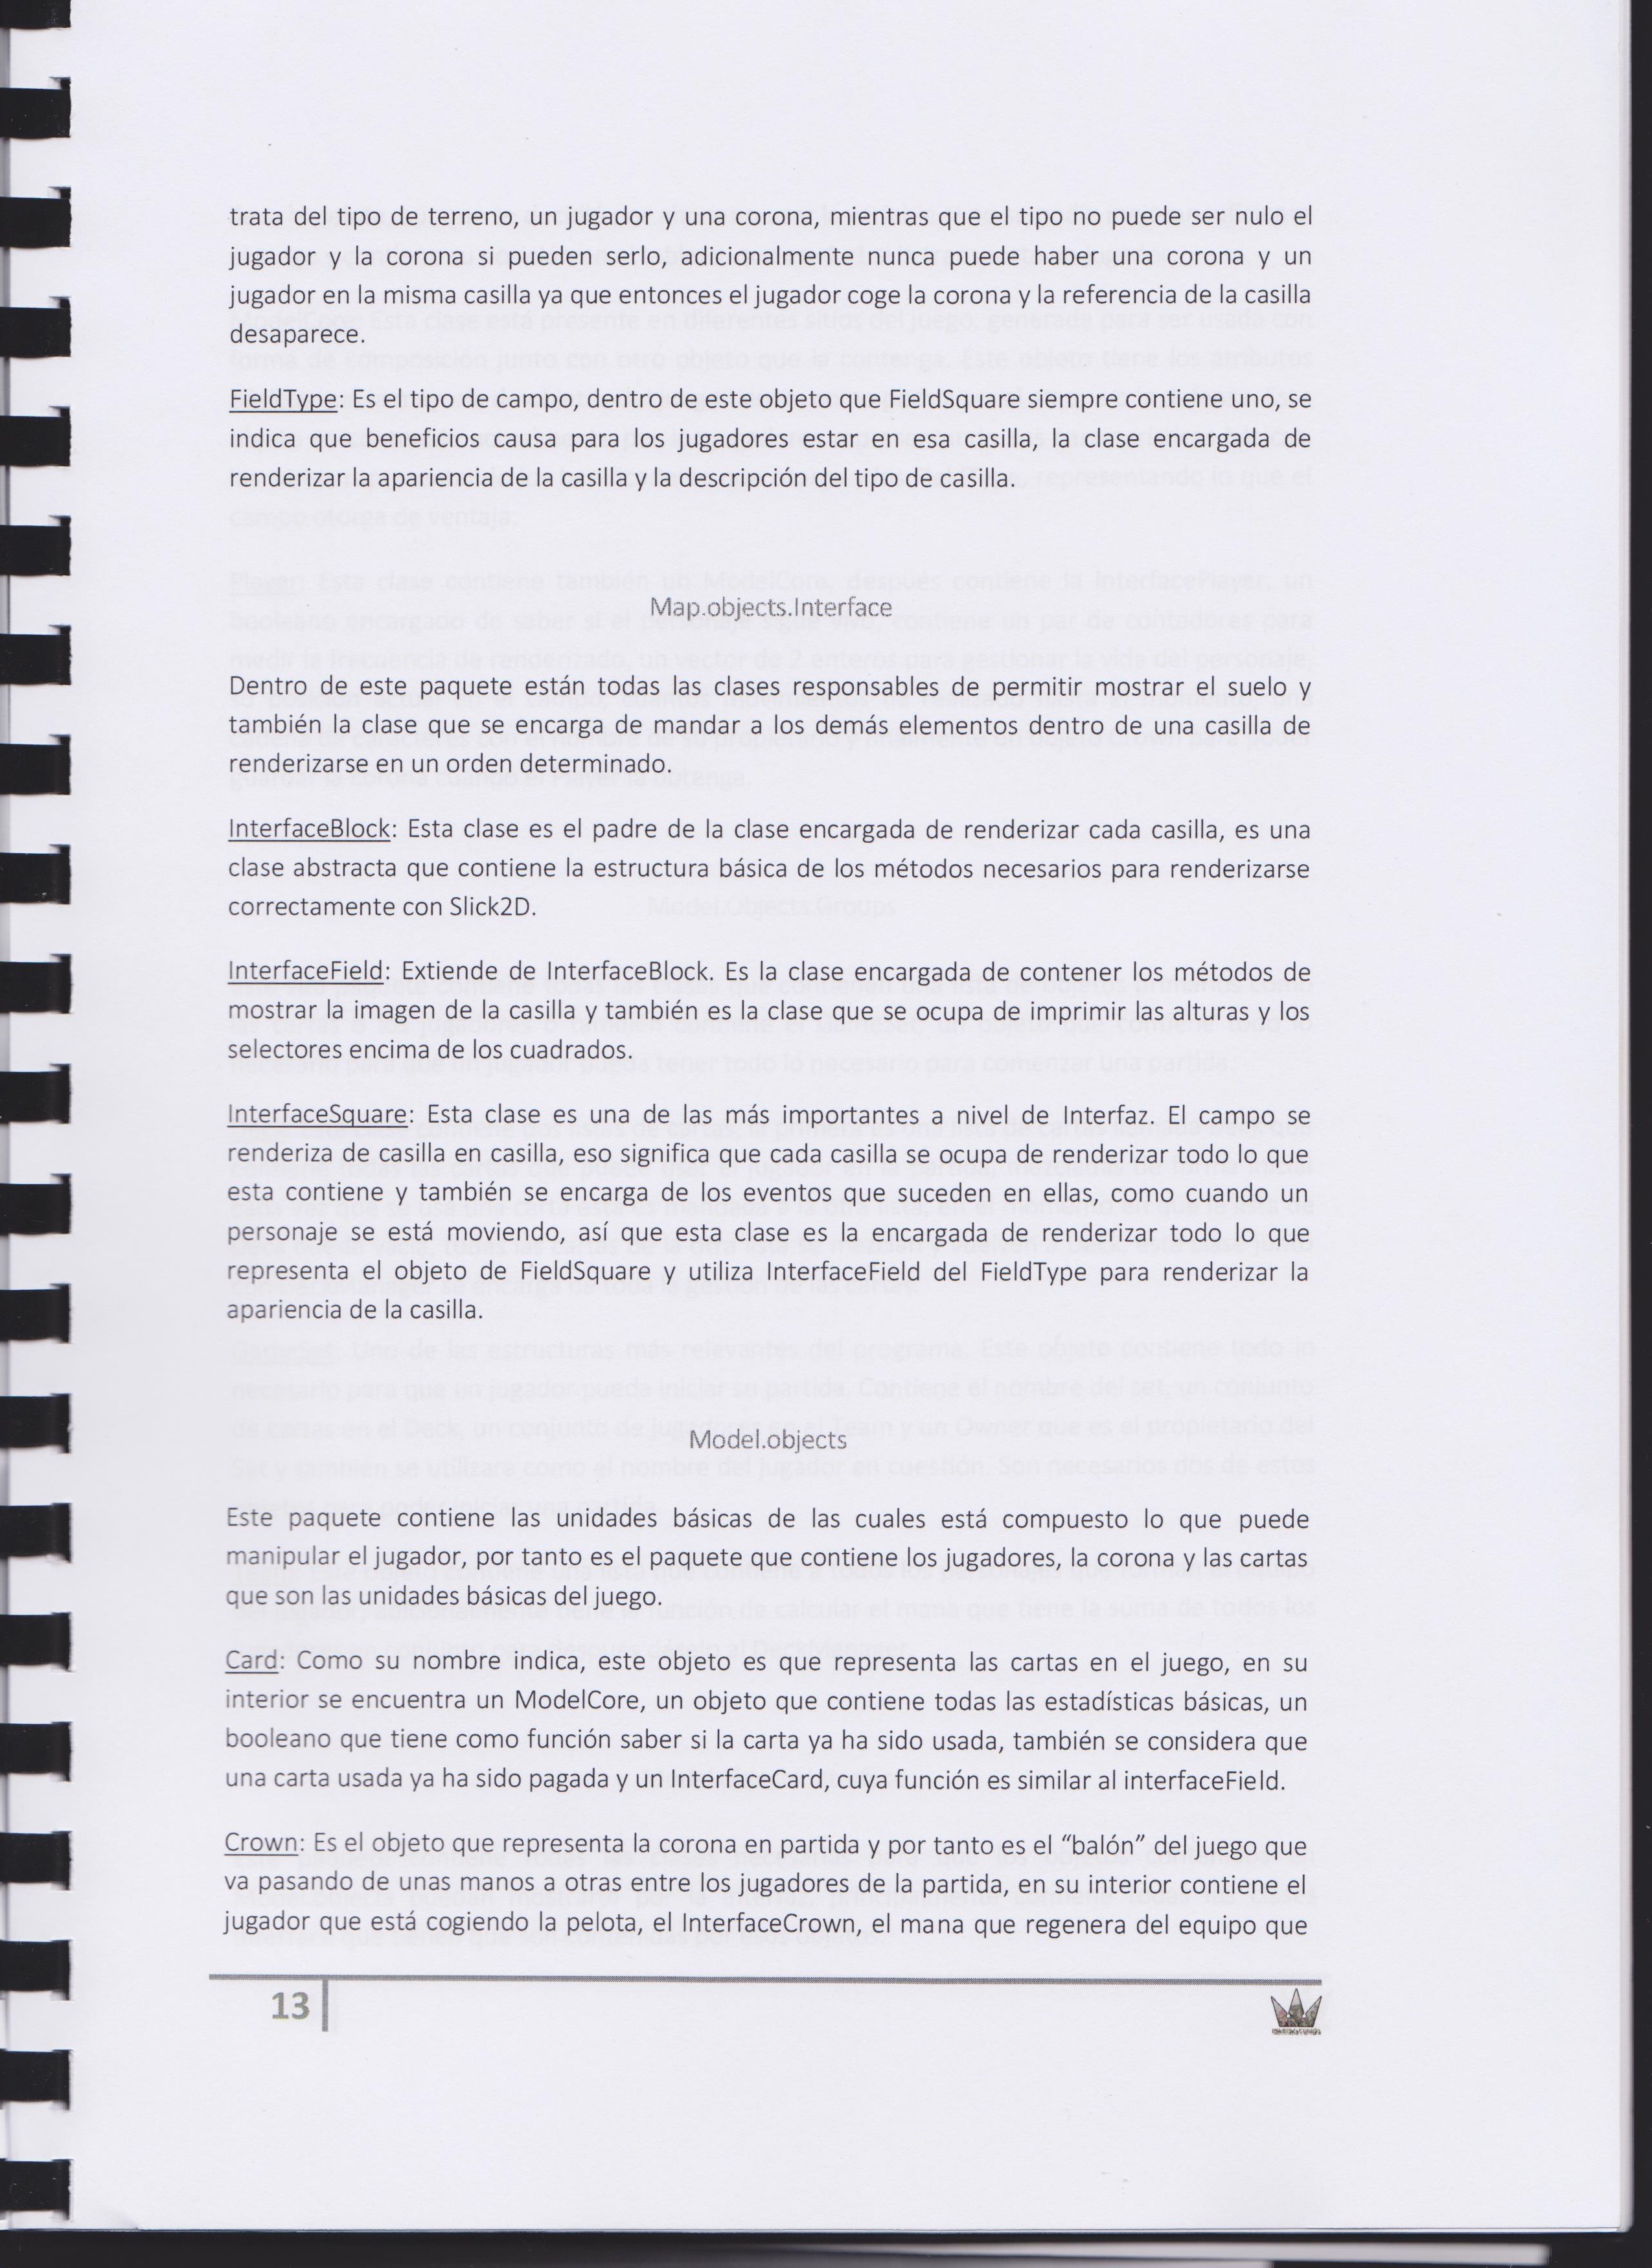 trata del tipo de terreno, un jugador y una corona, mientras que el tipo no puede ser nulo el
jugador y la corona si pueden serlo, adicionalmente nunca puede haber una corona y un
jugador en la misma casilla ya que entonces el jugador coge la corona y la referencia de la casilla
desaparece.
FieldType: Es el tipo de campo, dentro de este objeto que FieldSquare siempre contiene uno, se
indica que beneficios causa para los jugadores estar en esa casilla, la clase encargada de
renderizar la apariencia de la casilla y la descripción del tipo de casilla.
Map.objects.Interface
Dentro de este paquete están todas las clases responsables de permitir mostrar el suelo y
también la clase que se encarga de mandar a los demás elementos dentro de una casilla de
renderizarse en un orden determinado.
InterfaceBlock: Esta clase es el padre de la clase encargada de renderizar cada casilla, es una
clase abstracta que contiene la estructura básica de los métodos necesarios para renderizarse
correctamente con Slick2D.
InterfaceField: Extiende de InterfaceBlock. Es la clase encargada de contener los métodos de
mostrar la imagen de la casilla y también es la clase que se ocupa de imprimir las alturas y los
selectores encima de los cuadrados.
InterfaceSquare: Esta clase es una de las más importantes a nivel de Interfaz. El campo se
renderiza de casilla en casilla, eso significa que cada casilla se ocupa de renderizar todo lo que
esta contiene y también se encarga de los eventos que suceden en ellas, como cuando un
personaje se está moviendo, así que esta clase es la encargada de renderizar todo lo que
representa el objeto de FieldSquare y utiliza InterfaceField del FieldType para renderizar la
apariencia de la casilla.
Model.objects
Este paquete contiene las unidades básicas de las cuales está compuesto lo que puede
manipular el jugador, por tanto es el paquete que contiene los jugadores, la corona y las cartas
que son las unidades básicas del juego.
Card: Como su nombre indica, este objeto es que representa las cartas en el juego, en su
interior se encuentra un ModelCore, un objeto que contiene todas las estadísticas básicas, un
booleano que tiene como función saber si la carta ya ha sido usada, también se considera que
una carta usada ya ha sido pagada y un InterfaceCard, cuya función es similar al interfaceField.
Crown: Es el objeto que representa la corona en partida y por tanto es el “balón” del juego que
va pasando de unas manos a otras entre los jugadores de la partida, en su interior contiene el
jugador que está cogiendo la pelota, el InterfaceCrown, el mana que regenera del equipo que
13